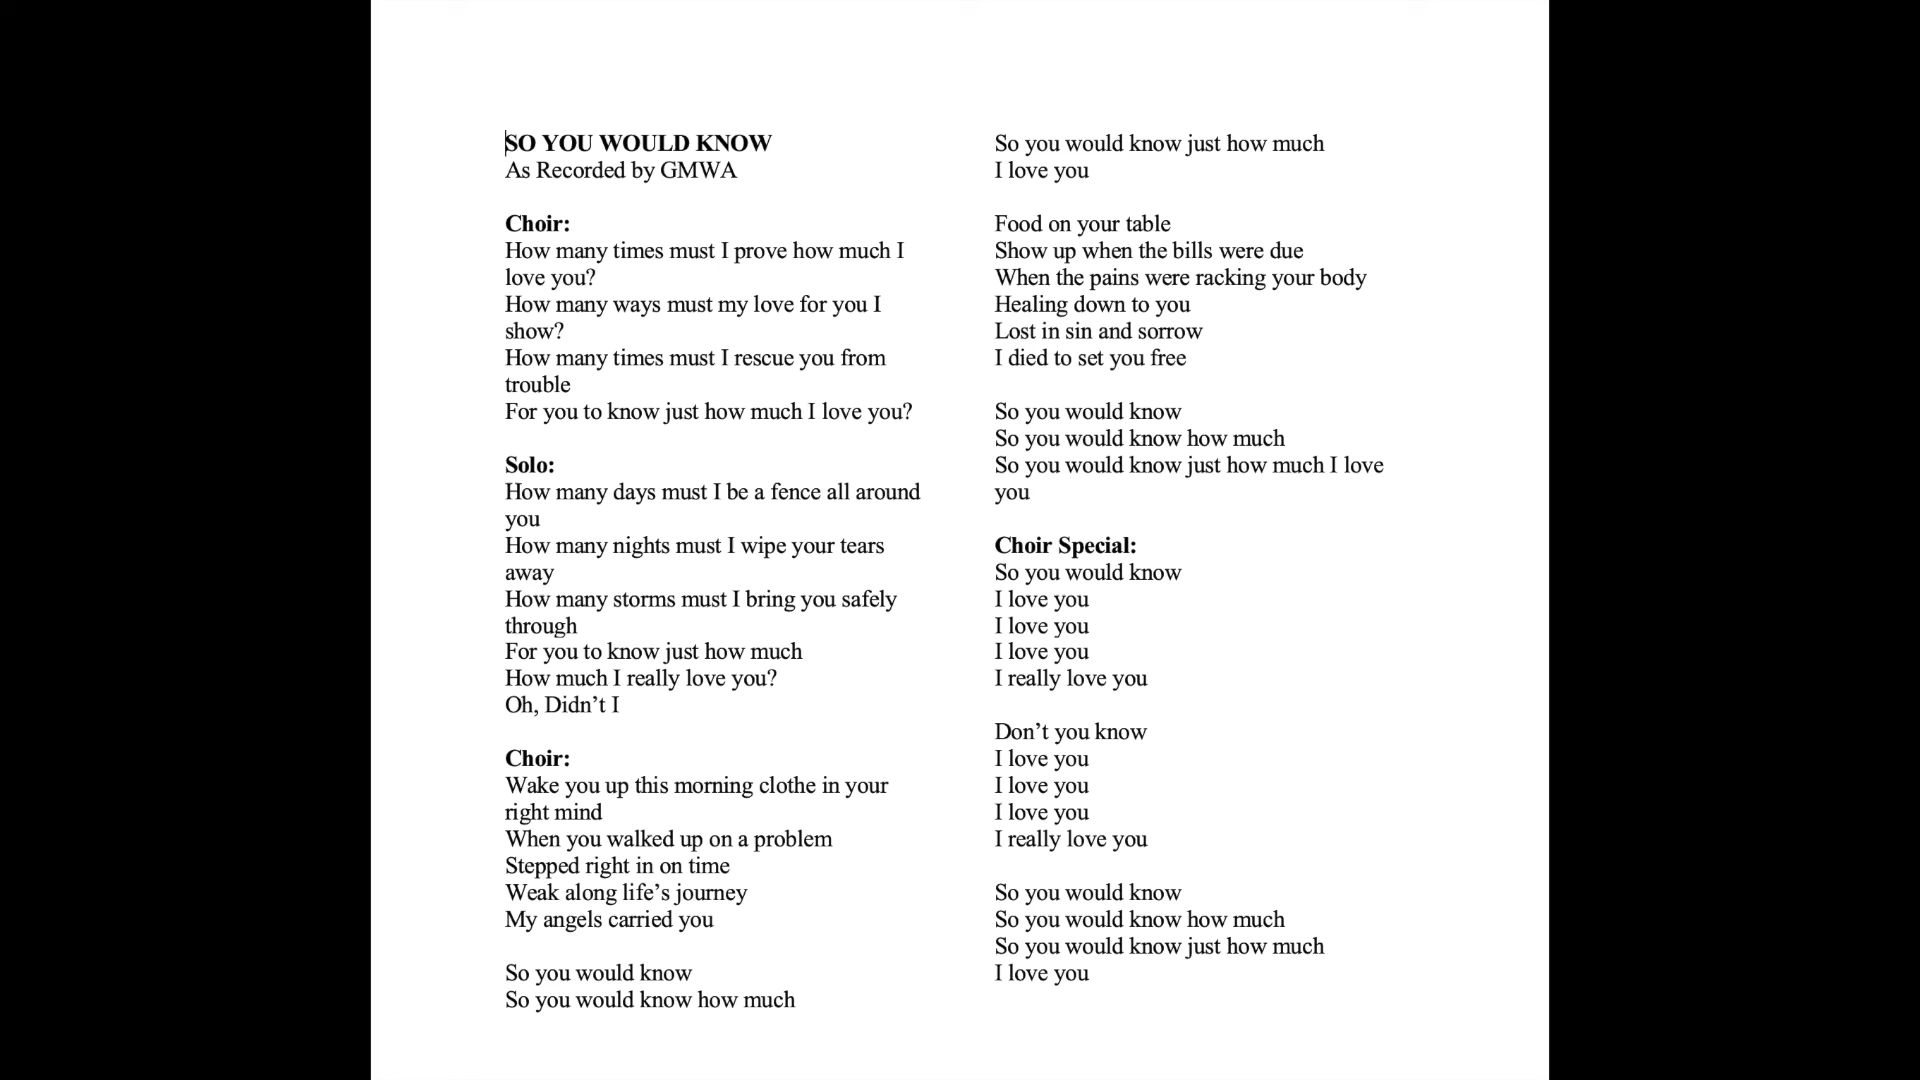 SO YOU WOULD KNOW
As Recorded by GMWA
Choir:
How many times must I prove how much I
love you?
How many ways must my love for you I
show?
How many times must I rescue you from
trouble
For you to know just how much I love you?
Solo:
How many days must I be a fence all around
you
How many nights must I wipe your tears
away
How many storms must I bring you safely
through
For you to know just how much
How much I really love you?
Oh, Didn’t I
Choir:
Wake you up this morning clothe in your
right mind
When you walked up on a problem
Stepped right in on time
Weak along life’s journey
My angels carried you
So you would know
So you would know how much
So you would know just how much
I love you
Food on your table
Show up when the bills were due
When the pains were racking your body
Healing down to you
Lost in sin and sorrow
I died to set you free
So you would know
So you would know how much
So you would know just how much I love
you
Choir Special:
So you would know
I love you
I love you
I love you
I really love you
Don’t you know
I love you
I love you
I love you
I really love you
So you would know
So you would know how much
So you would know just how much
I love you